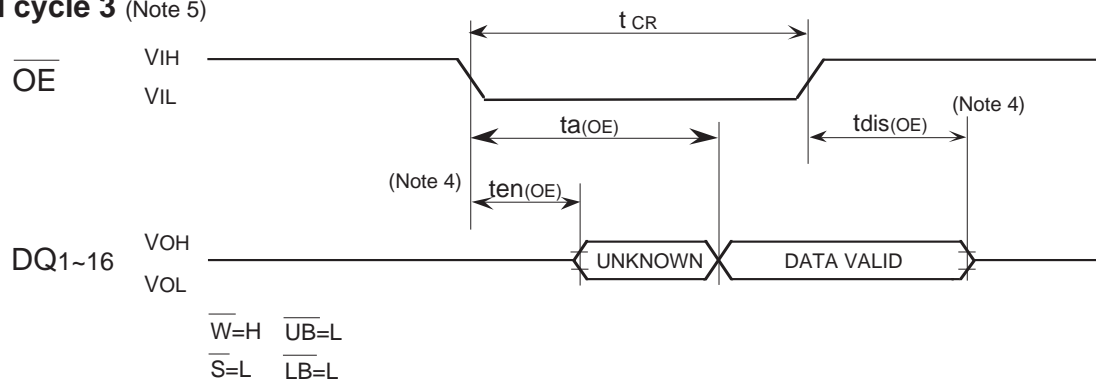 cycle 3 (Note 5)
t CR
OE
VIH
VIL
(Note 4)
ta(OE)
tdis(OE)
(Note 4)
ten(OE)
DQ1~16
VOH
VOL
UNKNOWN
DATA VALID
W=H UB=L
S=L LB=L